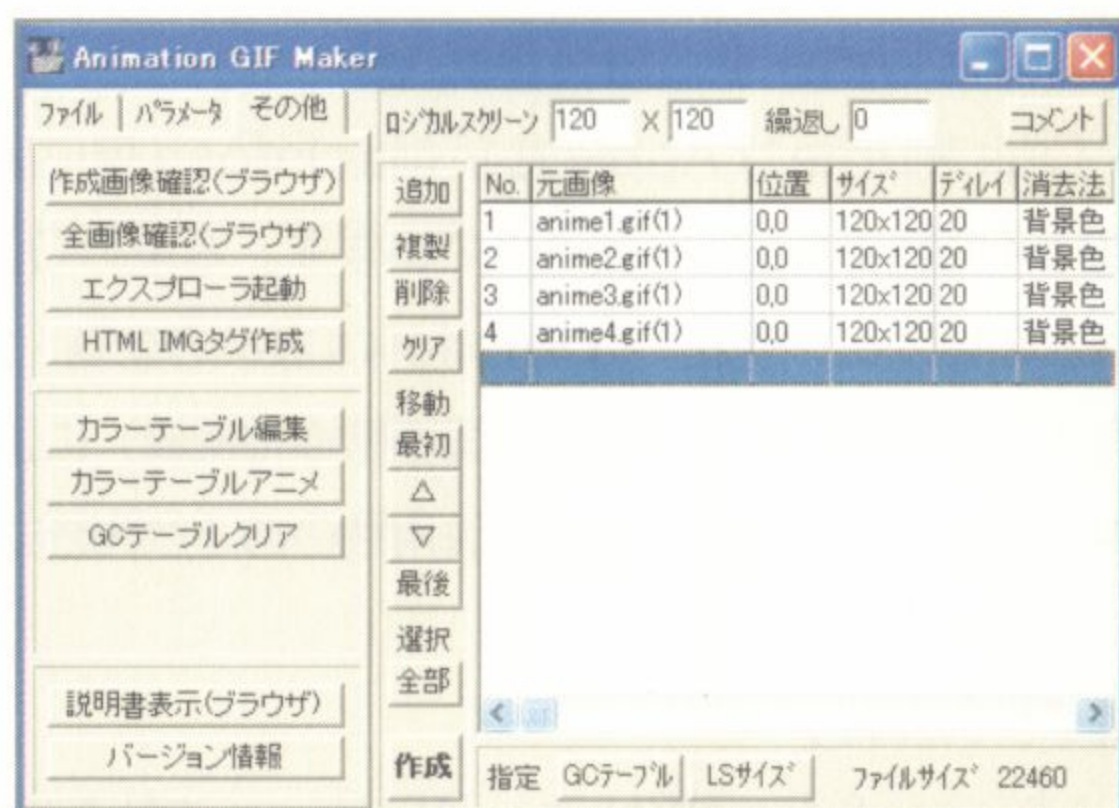 Animation GIF Maker
ファイル パラメータ その他
ロジカルスクリーン 120 × 120 繰返し 0 コメント
作成画像確認(ブラウザ)
全画像確認(ブラウザ)
エクスプローラ起動
HTML IMGタグ作成
カラーテーブル編集
カラーテーブルアニメ
GCテーブルクリア
説明書表示(ブラウザ)
バージョン情報
追加
複製
削除
クリア
移動
最初
△
▽
最後
選択
全部
作成
No. 元画像 位置 サイズ ディレイ 消去法
1 anime1.gif(1) 0,0 120x120 20 背景色
2 anime2.gif(1) 0,0 120x120 20 背景色
3 anime3.gif(1) 0,0 120x120 20 背景色
4 anime4.gif(1) 0,0 120x120 20 背景色
指定 GCテーブル LSサイズ ファイルサイズ 22460